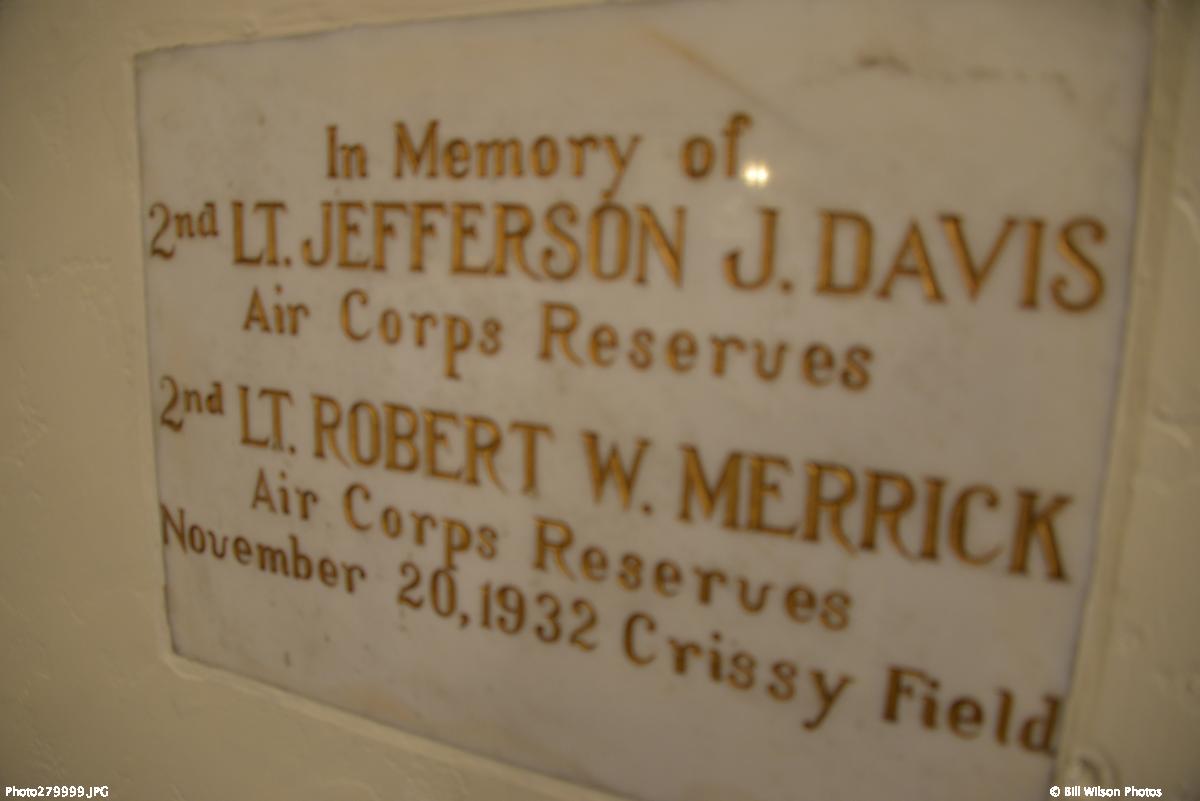 In Memory of
2nd LT. JEFFERSON J. DAVIS
Air Corps Reserves
2nd LT. ROBERT W. MERRICK
Air Corps Reserves
November 20, 1932 Crissy Field
Photo279999.JPG
© Bill Wilson Photos